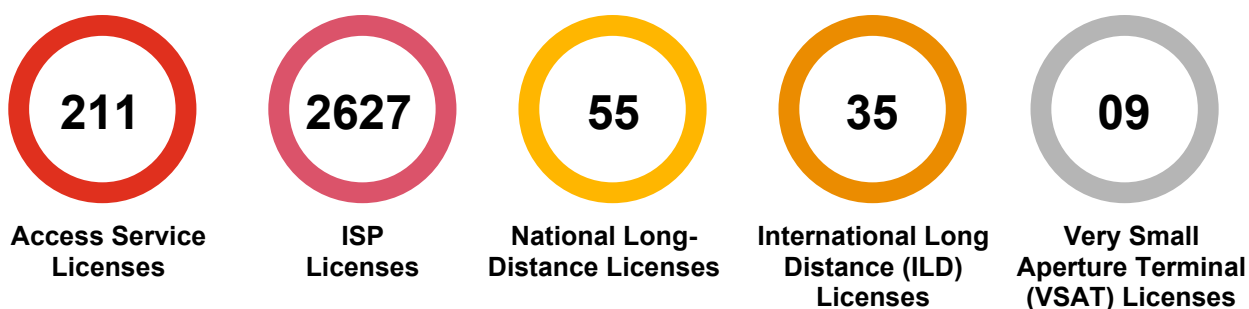 211
2627
55
35
09
Access Service
Licenses
ISP
Licenses
National Long-
Distance Licenses
International Long
Distance (ILD)
Licenses
Very Small
Aperture Terminal
(VSAT) Licenses